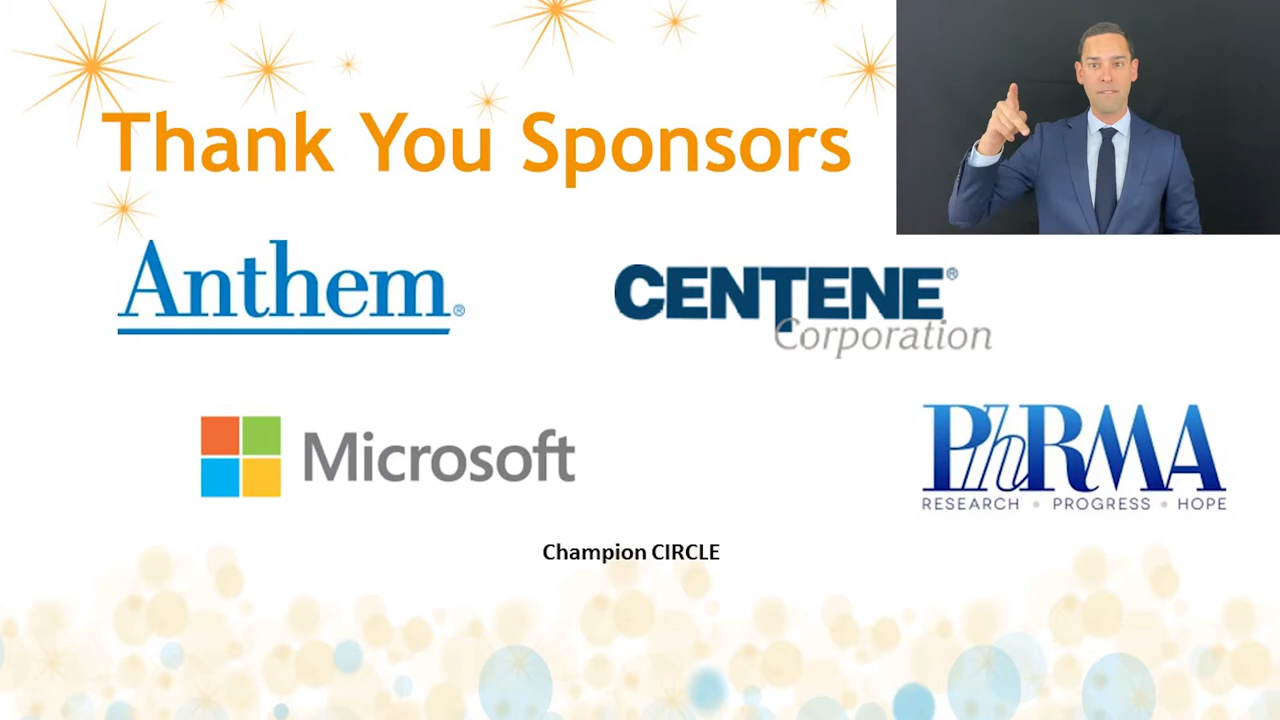 Thank You Sponsors
Anthem®
CENTENE®
Corporation
Microsoft
PhRMA
RESEARCH • PROGRESS • HOPE
Champion CIRCLE